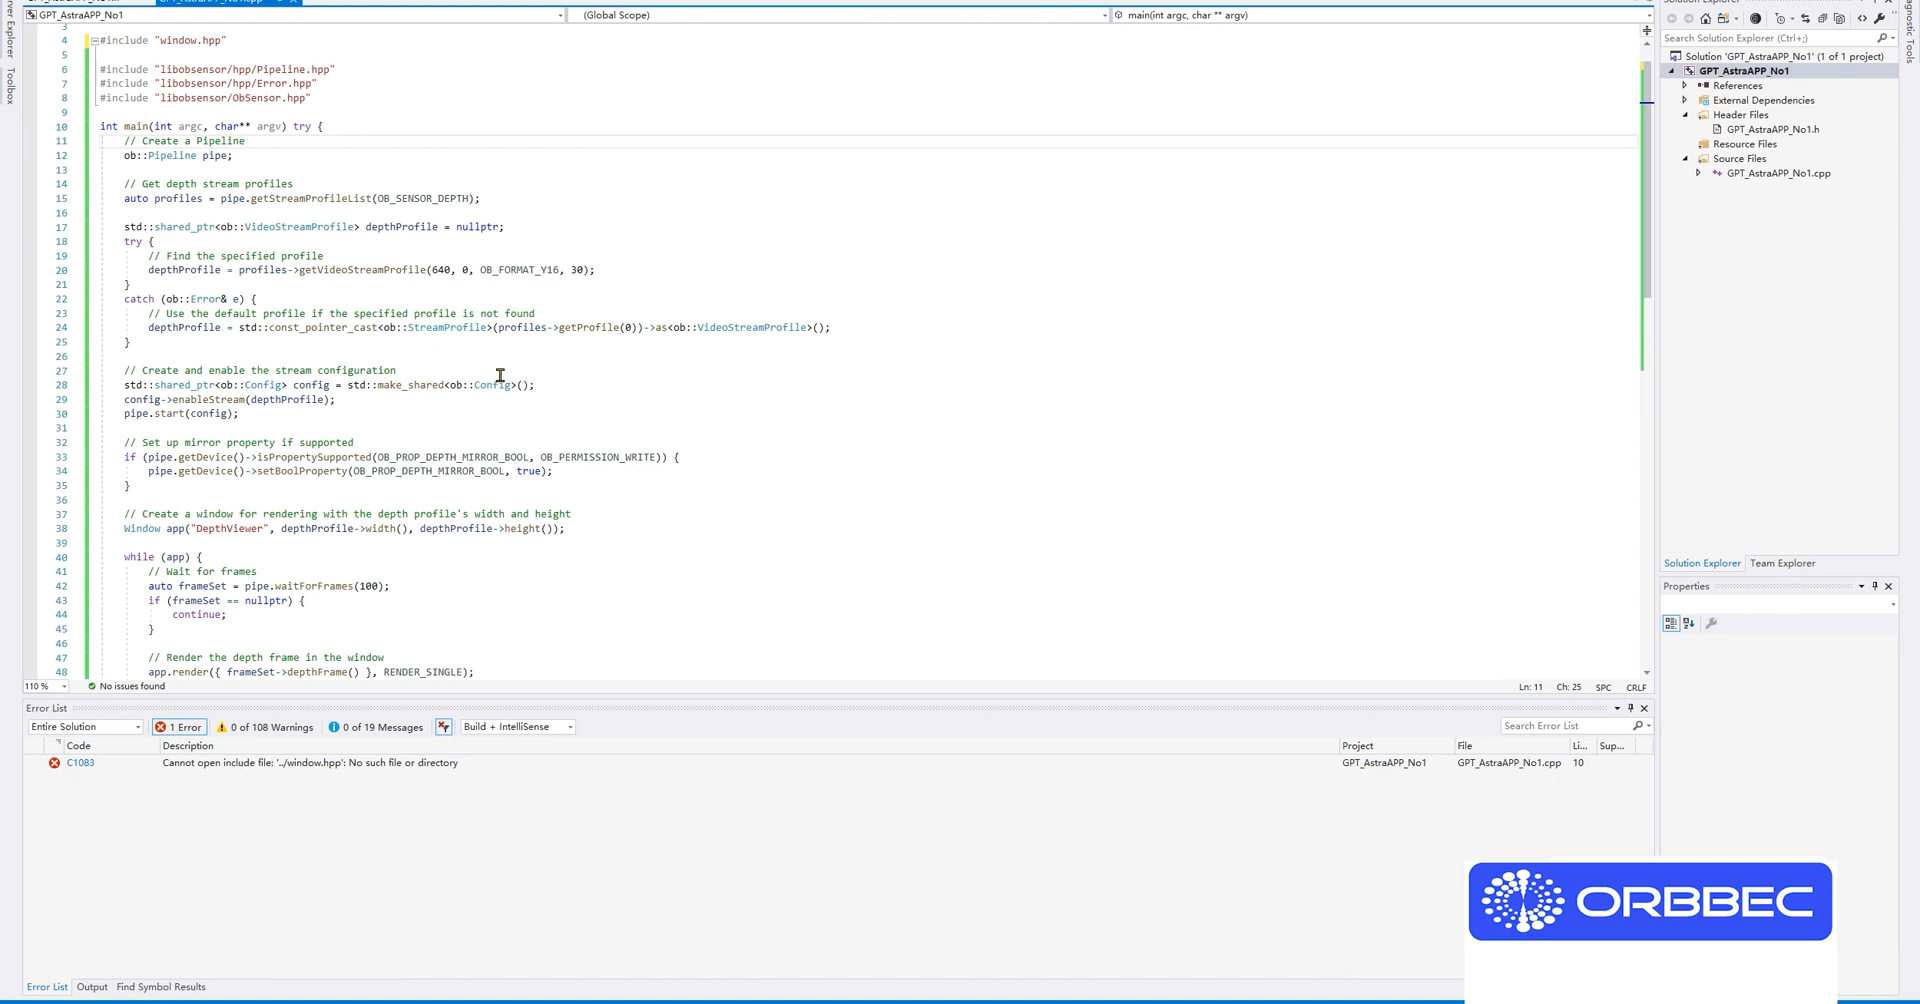 GPT_AstraAPP_No1
(Global Scope)
main(int argc, char ** argv)
3
4 #include "window.hpp"
5
6 #include "libobsensor/hpp/Pipeline.hpp"
7 #include "libobsensor/hpp/Error.hpp"
8 #include "libobsensor/ObSensor.hpp"
9
10 int main(int argc, char** argv) try {
11 // Create a Pipeline
12 ob::Pipeline pipe;
13
14 // Get depth stream profiles
15 auto profiles = pipe.getStreamProfileList(OB_SENSOR_DEPTH);
16
17 std::shared_ptr<ob::VideoStreamProfile> depthProfile = nullptr;
18 try {
19 // Find the specified profile
20 depthProfile = profiles->getVideoStreamProfile(640, 0, OB_FORMAT_Y16, 30);
21 }
22 catch (ob::Error& e) {
23 // Use the default profile if the specified profile is not found
24 depthProfile = std::const_pointer_cast<ob::StreamProfile>(profiles->getProfile(0))->as<ob::VideoStreamProfile>();
25 }
26
27 // Create and enable the stream configuration
28 std::shared_ptr<ob::Config> config = std::make_shared<ob::Config>();
29 config->enableStream(depthProfile);
30 pipe.start(config);
31
32 // Set up mirror property if supported
33 if (pipe.getDevice()->isPropertySupported(OB_PROP_DEPTH_MIRROR_BOOL, OB_PERMISSION_WRITE)) {
34 pipe.getDevice()->setBoolProperty(OB_PROP_DEPTH_MIRROR_BOOL, true);
35 }
36
37 // Create a window for rendering with the depth profile's width and height
38 Window app("DepthViewer", depthProfile->width(), depthProfile->height());
39
40 while (app) {
41 // Wait for frames
42 auto frameSet = pipe.waitForFrames(100);
43 if (frameSet == nullptr) {
44 continue;
45 }
46
47 // Render the depth frame in the window
48 app.render({ frameSet->depthFrame() }, RENDER_SINGLE);
110 %
No issues found
Ln: 11 Ch: 25 SPC CRLF
Toolbox
Search Solution Explorer (Ctrl+;)
Solution 'GPT_AstraAPP_No1' (1 of 1 project)
GPT_AstraAPP_No1
References
External Dependencies
Header Files
GPT_AstraAPP_No1.h
Resource Files
Source Files
GPT_AstraAPP_No1.cpp
Solution Explorer Team Explorer
Properties
Error List
Entire Solution
1 Error
0 of 108 Warnings
0 of 19 Messages
Build + IntelliSense
Search Error List
Code Description Project File Li... Sup...
C1083 Cannot open include file: '../window.hpp': No such file or directory GPT_AstraAPP_No1 GPT_AstraAPP_No1.cpp 10
ORBBEC
Error List Output Find Symbol Results